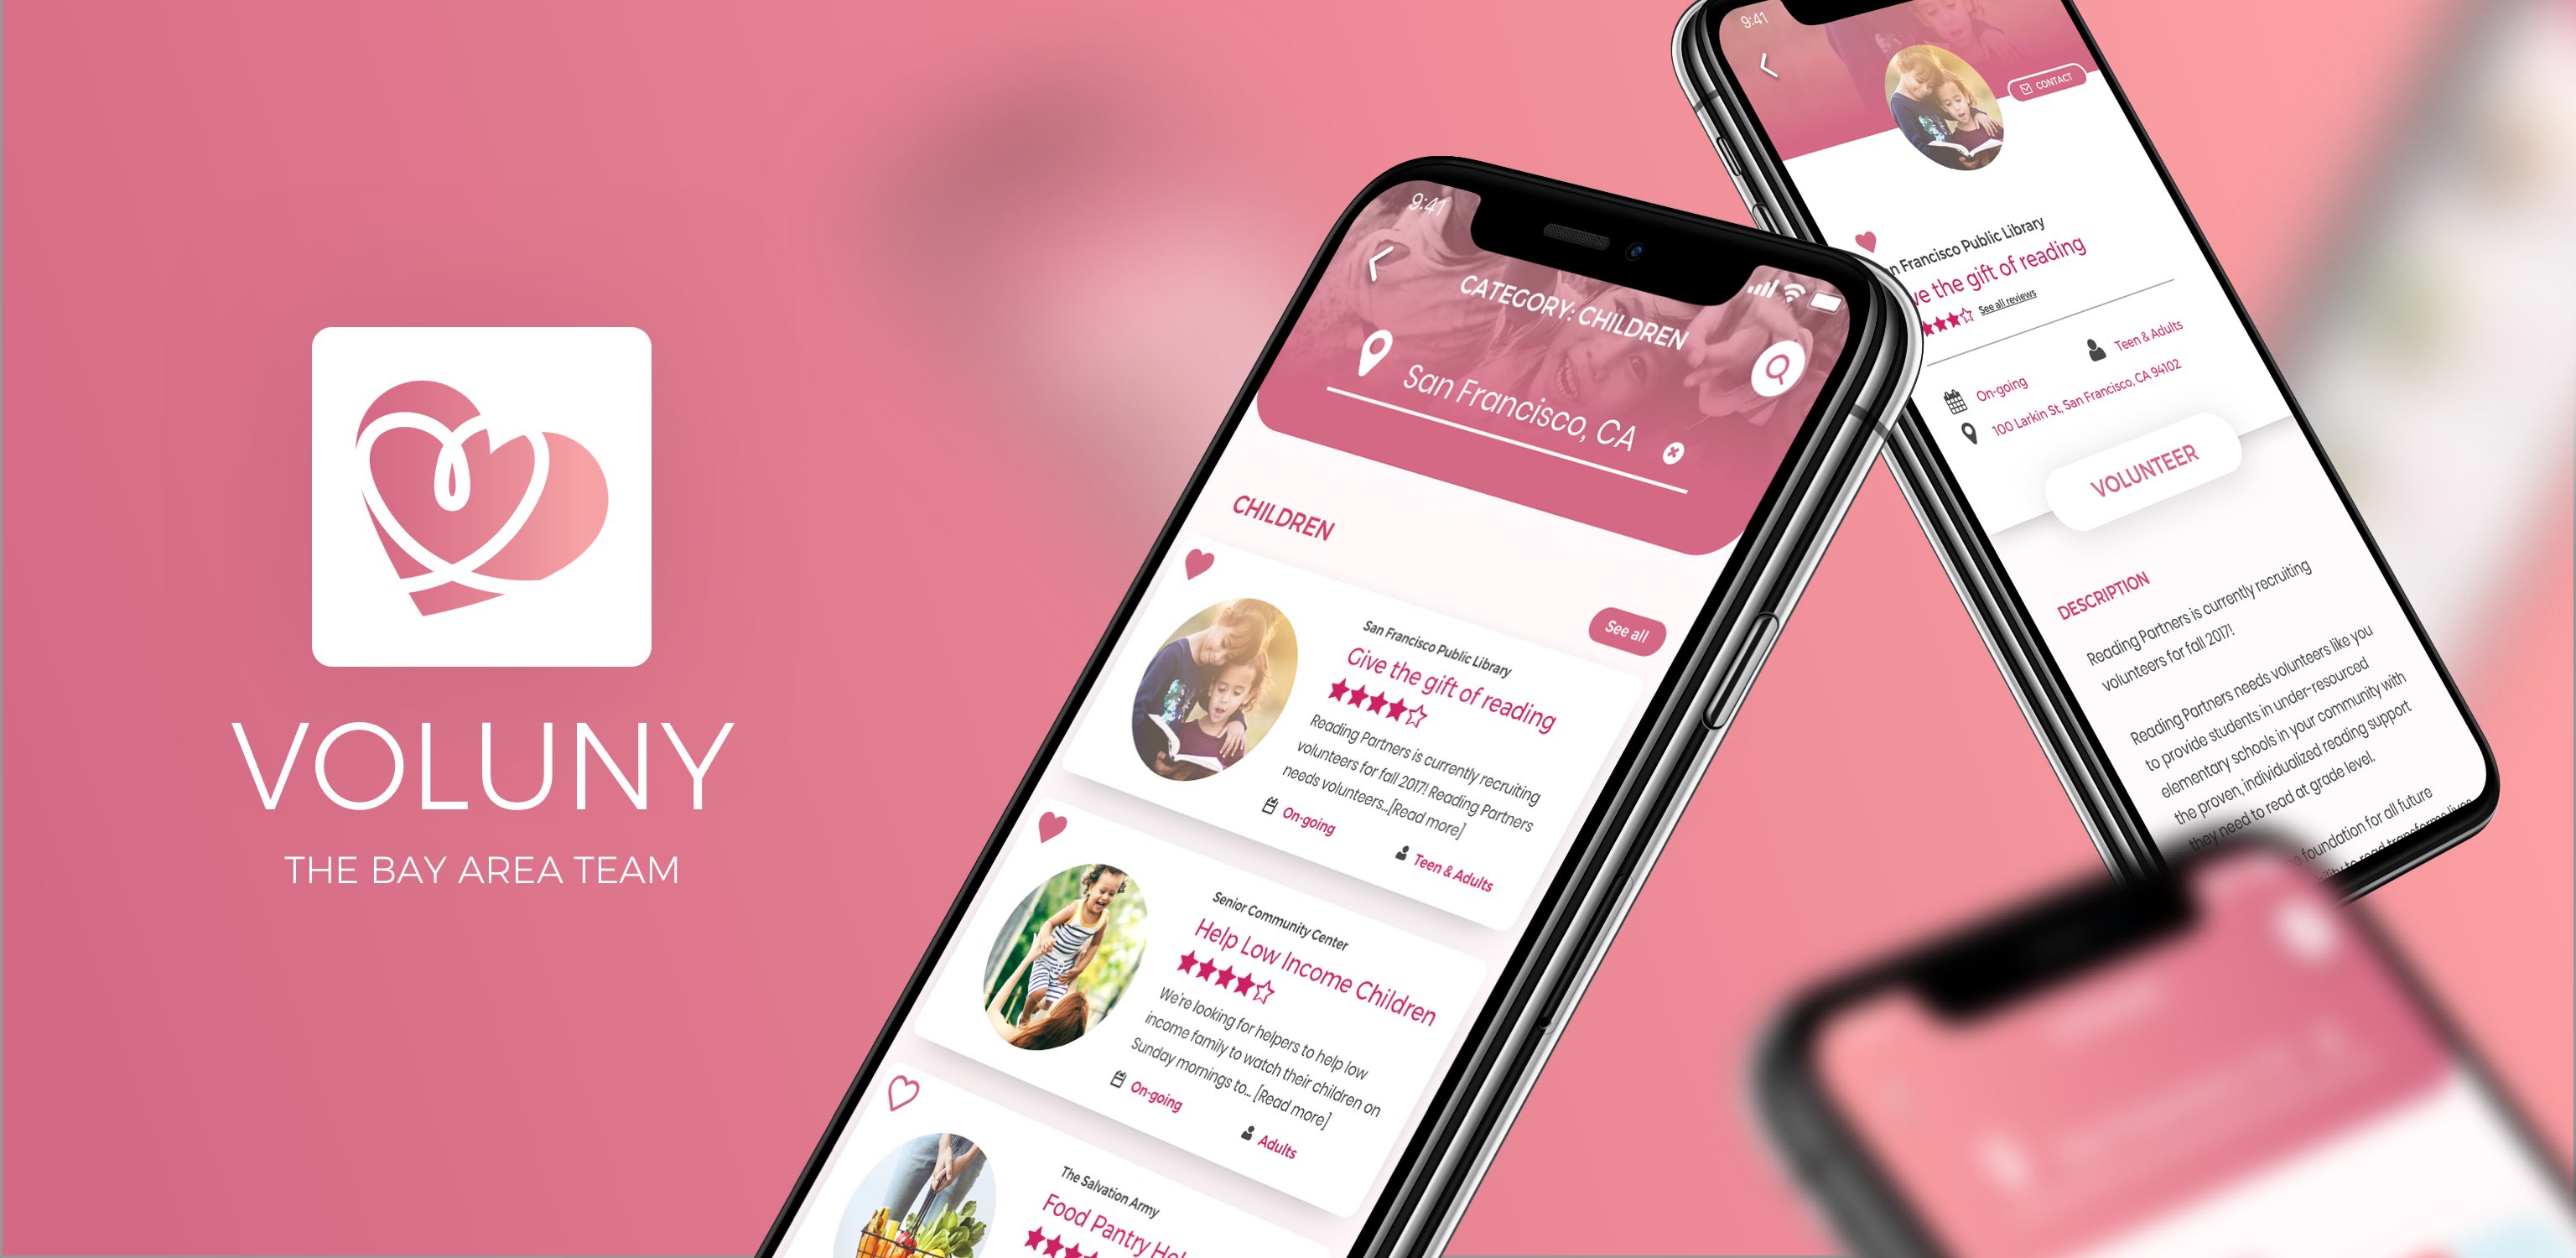 VOLUNY
THE BAY AREA TEAM
9:41
CATEGORY: CHILDREN
San Francisco, CA
CHILDREN
See all
San Francisco Public Library
Give the gift of reading
Reading Partners is currently recruiting
volunteers for fall 2017! Reading Partners
needs volunteers...[Read more]
On-going
Teen & Adults
Senior Community Center
Help Low Income Children
We're looking for helpers to help low
income family to watch their children on
Sunday mornings to... [Read more]
On-going
Adults
The Salvation Army
Food Pantry
9:41
CONTACT
n Francisco Public Library
ve the gift of reading
See all reviews
Teen & Adults
On-going
100 Larkin St, San Francisco, CA 94102
VOLUNTEER
DESCRIPTION
Reading Partners is currently recruiting
volunteers for fall 2017!
Reading Partners needs volunteers like you
to provide students in under-resourced
elementary schools in your community with
the proven, individualized reading support
they need to read at grade level.
foundation for all future
to read transforms lives